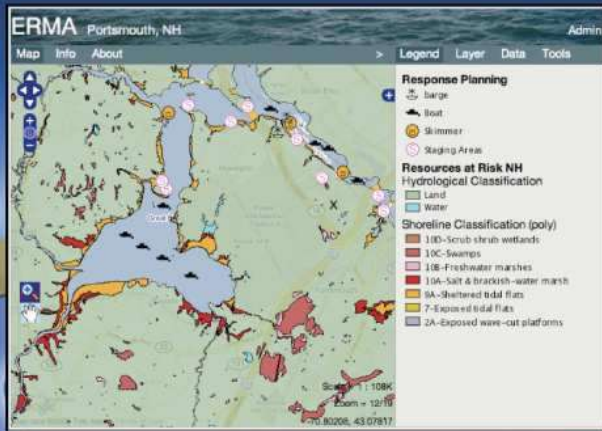 ERMA Portsmouth, NH
Admin
Map Info About > Legend Layer Data Tools
Response Planning
barge
Boat
Skimmer
Staging Areas
Resources at Risk NH
Hydrological Classification
Land
Water
Shoreline Classification (poly)
10D-Scrub shrub wetlands
10C-Swamps
10B-Freshwater marshes
10A-Salt & brackish-water marsh
9A-Sheltered tidal flats
7-Exposed tidal flats
2A-Exposed wave-cut platforms
Scale = 1 : 108K
Zoom = 12/19
-70.80208, 43.07817